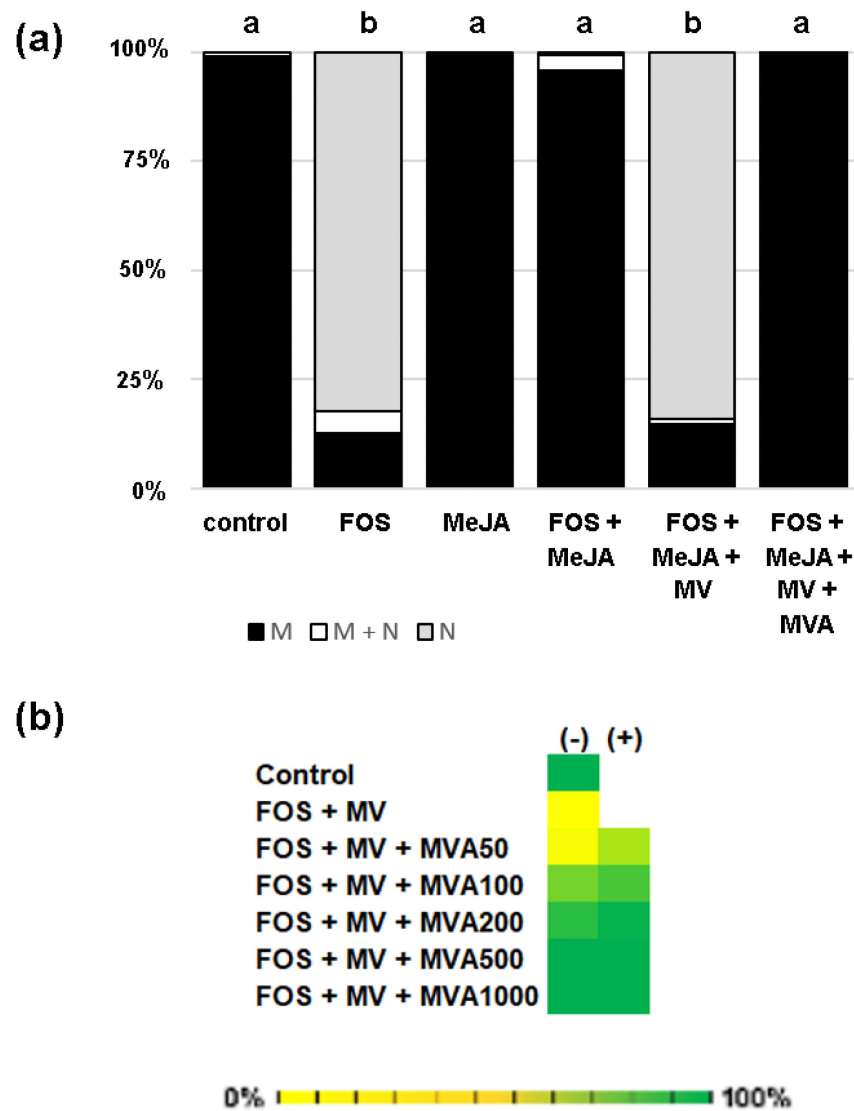 (a)
a b a a b a
100%
75%
50%
25%
0%
control FOS MeJA FOS + FOS + FOS +
MeJA MeJA + MeJA +
MV MV +
MVA
M M + N N
(b)
(-) (+)
Control
FOS + MV
FOS + MV + MVA50
FOS + MV + MVA100
FOS + MV + MVA200
FOS + MV + MVA500
FOS + MV + MVA1000
0% 100%